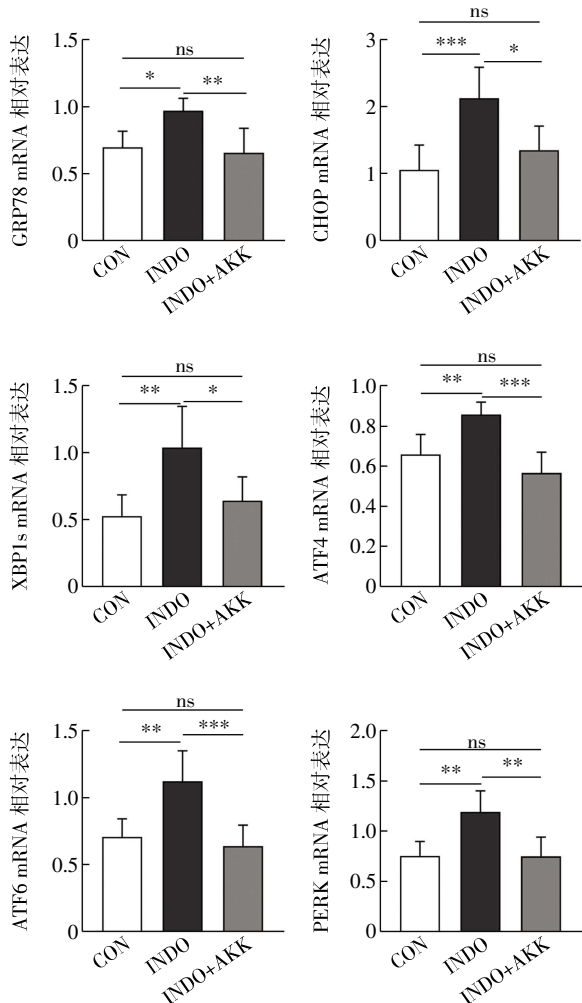 ns
* **
GRP78 mRNA 相对表达
1.5
1.0
0.5
0
CON INDO INDO+AKK
ns
*** *
CHOP mRNA 相对表达
3
2
1
0
CON INDO INDO+AKK
ns
** *
XBP1s mRNA 相对表达
1.5
1.0
0.5
0
CON INDO INDO+AKK
ns
** ***
ATF4 mRNA 相对表达
1.0
0.8
0.6
0.4
0.2
0
CON INDO INDO+AKK
ns
** ***
ATF6 mRNA 相对表达
1.5
1.0
0.5
0
CON INDO INDO+AKK
ns
** **
PERK mRNA 相对表达
2.0
1.5
1.0
0.5
0
CON INDO INDO+AKK